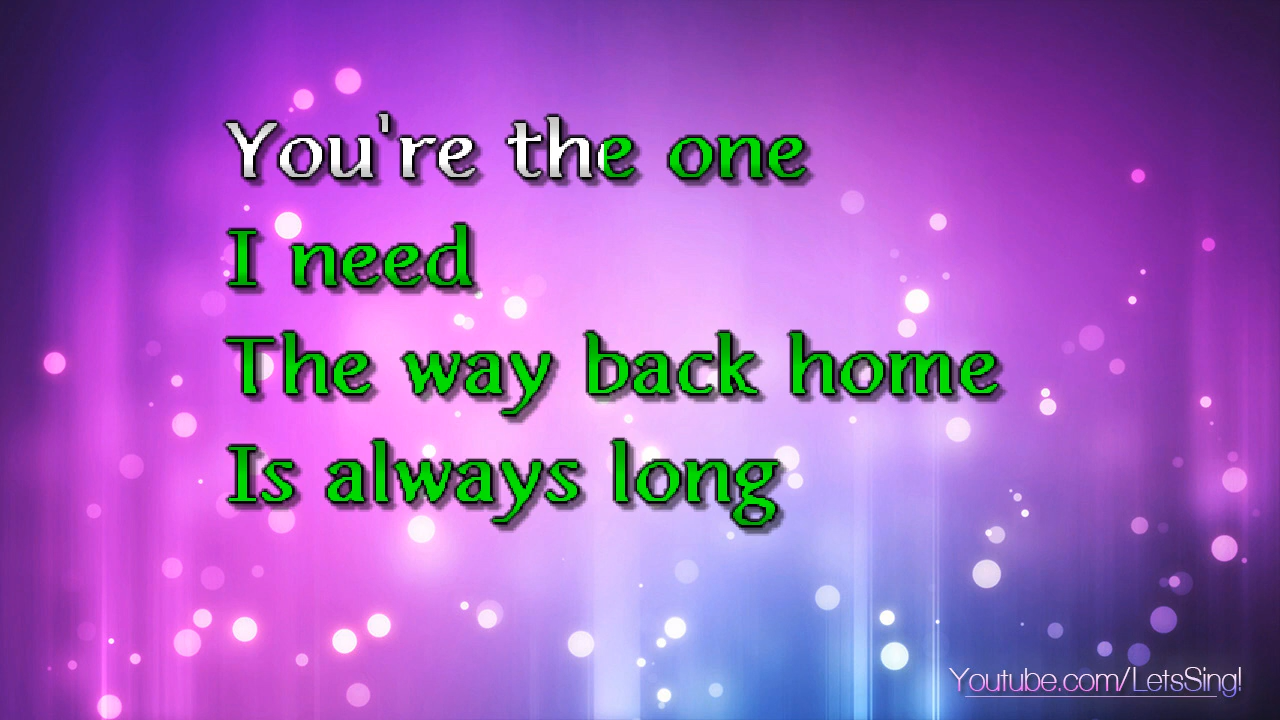 You're the one
I need
The way back home
Is always long
Youtube.com/LetsSing!